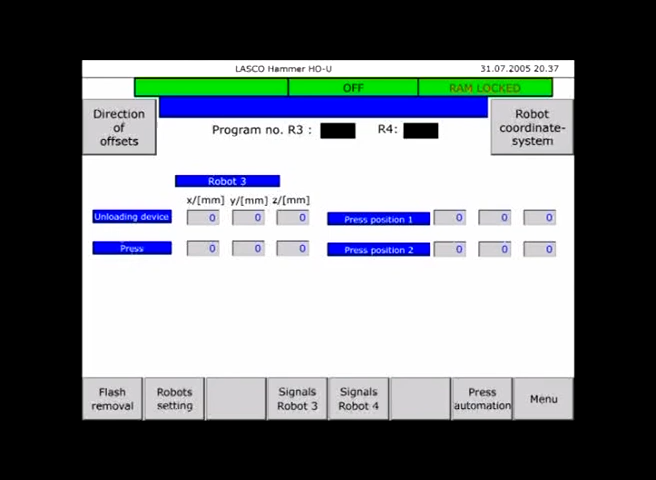 LASCO Hammer HO-U 31.07.2005 20.37
OFF RAM LOCKED
Direction
of
offsets
Robot
coordinate-
system
Program no. R3 : R4:
Robot 3
x/[mm] y/[mm] z/[mm]
Unloading device 0 0 0 Press position 1 0 0 0
Press 0 0 0 Press position 2 0 0 0
Flash
removal
Robots
setting
Signals
Robot 3
Signals
Robot 4
Press
automation
Menu